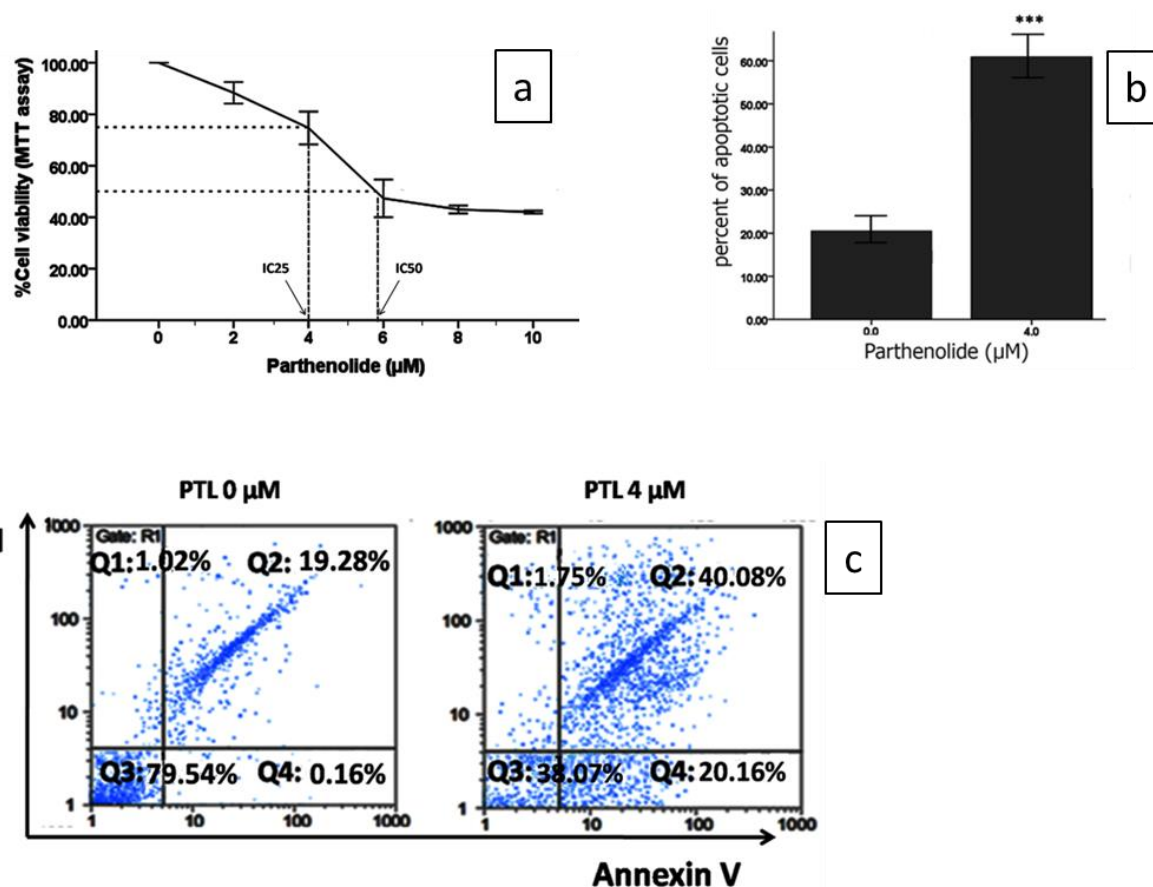 a
%Cell viability (MTT assay)
100.00
80.00
60.00
40.00
20.00
0.00
IC25
IC50
0 2 4 6 8 10
Parthenolide (µM)
b
***
percent of apoptotic cells
60.00
50.00
40.00
30.00
20.00
10.00
0.00
0.0 4.0
Parthenolide (µM)
c
PTL 0 µM
Gate: R1
Q1: 1.02% Q2: 19.28%
Q3: 79.54% Q4: 0.16%
1000
100
10
1
1 10 100 1000
PTL 4 µM
Gate: R1
Q1: 1.75% Q2: 40.08%
Q3: 38.07% Q4: 20.16%
1000
100
10
1
1 10 100 1000
Annexin V